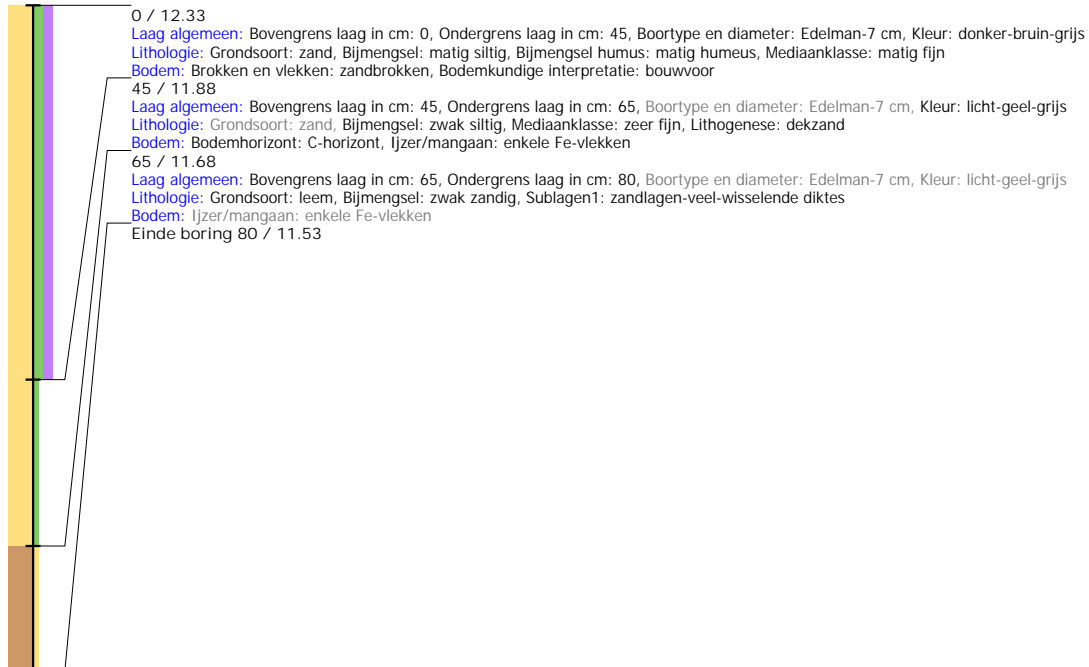 0 / 12.33
Laag algemeen: Bovengrens laag in cm: 0, Ondergrens laag in cm: 45, Boortype en diameter: Edelman-7 cm, Kleur: donker-bruin-grijs
Lithologie: Grondsoort: zand, Bijmengsel: matig siltig, Bijmengsel humus: matig humeus, Mediaanklasse: matig fijn
Bodem: Brokken en vlekken: zandbrokken, Bodemkundige interpretatie: bouwvoor
45 / 11.88
Laag algemeen: Bovengrens laag in cm: 45, Ondergrens laag in cm: 65, Boortype en diameter: Edelman-7 cm, Kleur: licht-geel-grijs
Lithologie: Grondsoort: zand, Bijmengsel: zwak siltig, Mediaanklasse: zeer fijn, Lithogenese: dekzand
Bodem: Bodemhorizont: C-horizont, Ijzer/mangaan: enkele Fe-vlekken
65 / 11.68
Laag algemeen: Bovengrens laag in cm: 65, Ondergrens laag in cm: 80, Boortype en diameter: Edelman-7 cm, Kleur: licht-geel-grijs
Lithologie: Grondsoort: leem, Bijmengsel: zwak zandig, Sublagen1: zandlagen-veel-wisselende diktes
Bodem: Ijzer/mangaan: enkele Fe-vlekken
Einde boring 80 / 11.53